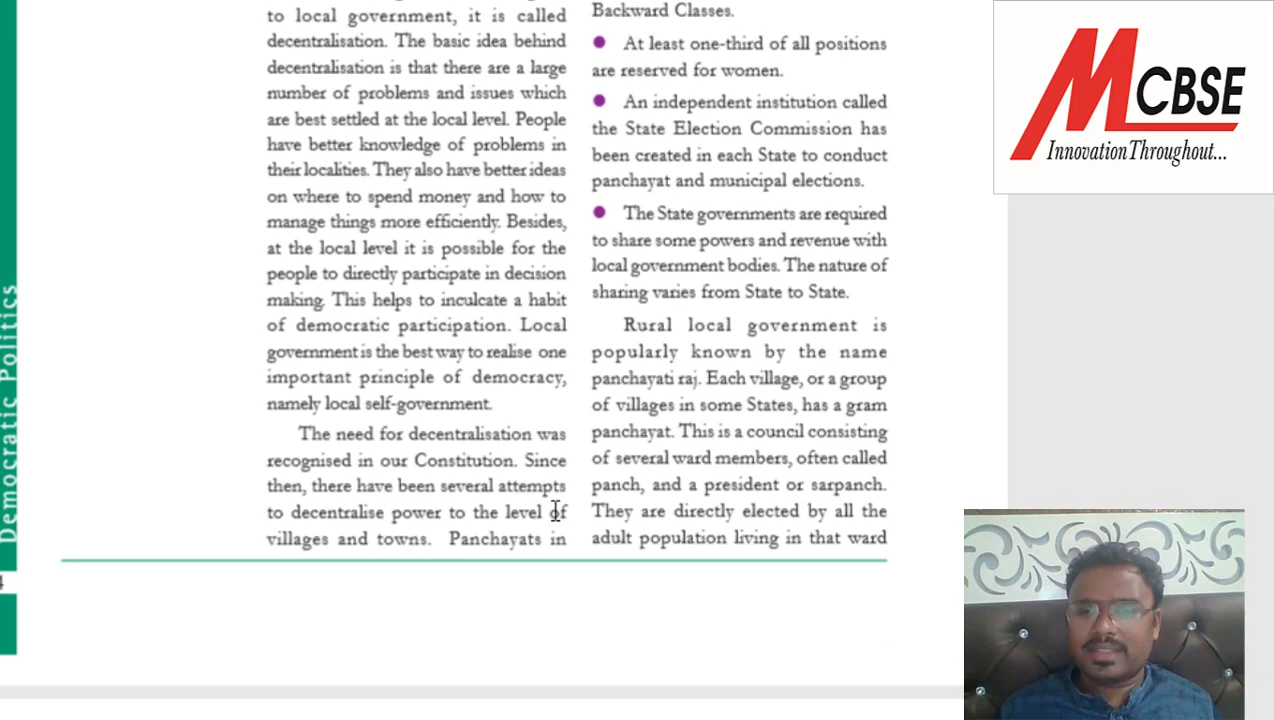 to local government, it is called
decentralisation. The basic idea behind
decentralisation is that there are a large
number of problems and issues which
are best settled at the local level. People
have better knowledge of problems in
their localities. They also have better ideas
on where to spend money and how to
manage things more efficiently. Besides,
at the local level it is possible for the
people to directly participate in decision
making. This helps to inculcate a habit
of democratic participation. Local
government is the best way to realise one
important principle of democracy,
namely local self-government.
The need for decentralisation was
recognised in our Constitution. Since
then, there have been several attempts
to decentralise power to the level of
villages and towns. Panchayats in
Backward Classes.
● At least one-third of all positions
are reserved for women.
● An independent institution called
the State Election Commission has
been created in each State to conduct
panchayat and municipal elections.
● The State governments are required
to share some powers and revenue with
local government bodies. The nature of
sharing varies from State to State.
Rural local government is
popularly known by the name
panchayati raj. Each village, or a group
of villages in some States, has a gram
panchayat. This is a council consisting
of several ward members, often called
panch, and a president or sarpanch.
They are directly elected by all the
adult population living in that ward
Democratic Politics
4
MCBSE
InnovationThroughout...